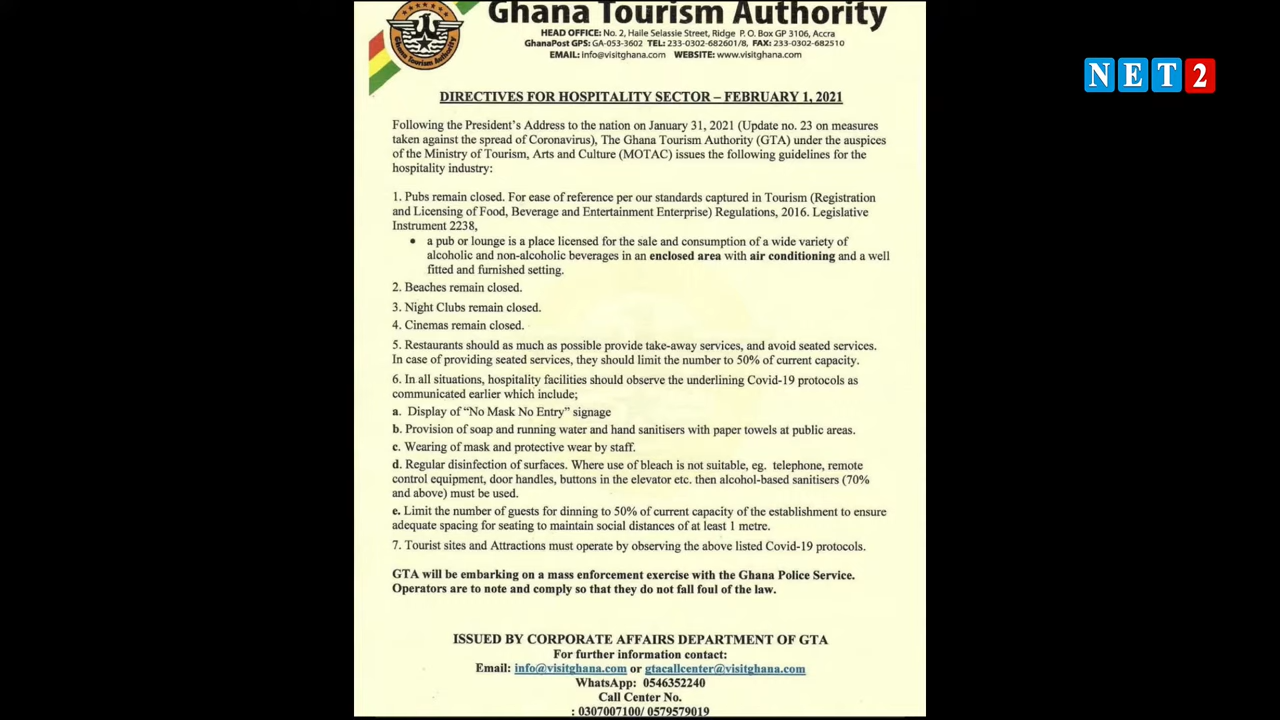 Ghana Tourism Authority
HEAD OFFICE: No. 2, Haile Selassie Street, Ridge P. O. Box GP 3106, Accra
GhanaPost GPS: GA-053-3602 TEL: 233-0302-682601/8, FAX: 233-0302-682510
EMAIL: info@visitghana.com WEBSITE: www.visitghana.com
Ghana Tourism Authority
NET2
DIRECTIVES FOR HOSPITALITY SECTOR – FEBRUARY 1, 2021
Following the President's Address to the nation on January 31, 2021 (Update no. 23 on measures
taken against the spread of Coronavirus), The Ghana Tourism Authority (GTA) under the auspices
of the Ministry of Tourism, Arts and Culture (MOTAC) issues the following guidelines for the
hospitality industry:
1. Pubs remain closed. For ease of reference per our standards captured in Tourism (Registration
and Licensing of Food, Beverage and Entertainment Enterprise) Regulations, 2016. Legislative
Instrument 2238,
• a pub or lounge is a place licensed for the sale and consumption of a wide variety of
alcoholic and non-alcoholic beverages in an enclosed area with air conditioning and a well
fitted and furnished setting.
2. Beaches remain closed.
3. Night Clubs remain closed.
4. Cinemas remain closed.
5. Restaurants should as much as possible provide take-away services, and avoid seated services.
In case of providing seated services, they should limit the number to 50% of current capacity.
6. In all situations, hospitality facilities should observe the underlining Covid-19 protocols as
communicated earlier which include;
a. Display of “No Mask No Entry” signage
b. Provision of soap and running water and hand sanitisers with paper towels at public areas.
c. Wearing of mask and protective wear by staff.
d. Regular disinfection of surfaces. Where use of bleach is not suitable, eg. telephone, remote
control equipment, door handles, buttons in the elevator etc. then alcohol-based sanitisers (70%
and above) must be used.
e. Limit the number of guests for dinning to 50% of current capacity of the establishment to ensure
adequate spacing for seating to maintain social distances of at least 1 metre.
7. Tourist sites and Attractions must operate by observing the above listed Covid-19 protocols.
GTA will be embarking on a mass enforcement exercise with the Ghana Police Service.
Operators are to note and comply so that they do not fall foul of the law.
ISSUED BY CORPORATE AFFAIRS DEPARTMENT OF GTA
For further information contact:
Email: info@visitghana.com or gtacallcenter@visitghana.com
WhatsApp: 0546352240
Call Center No.
: 0307007100/ 0579579019